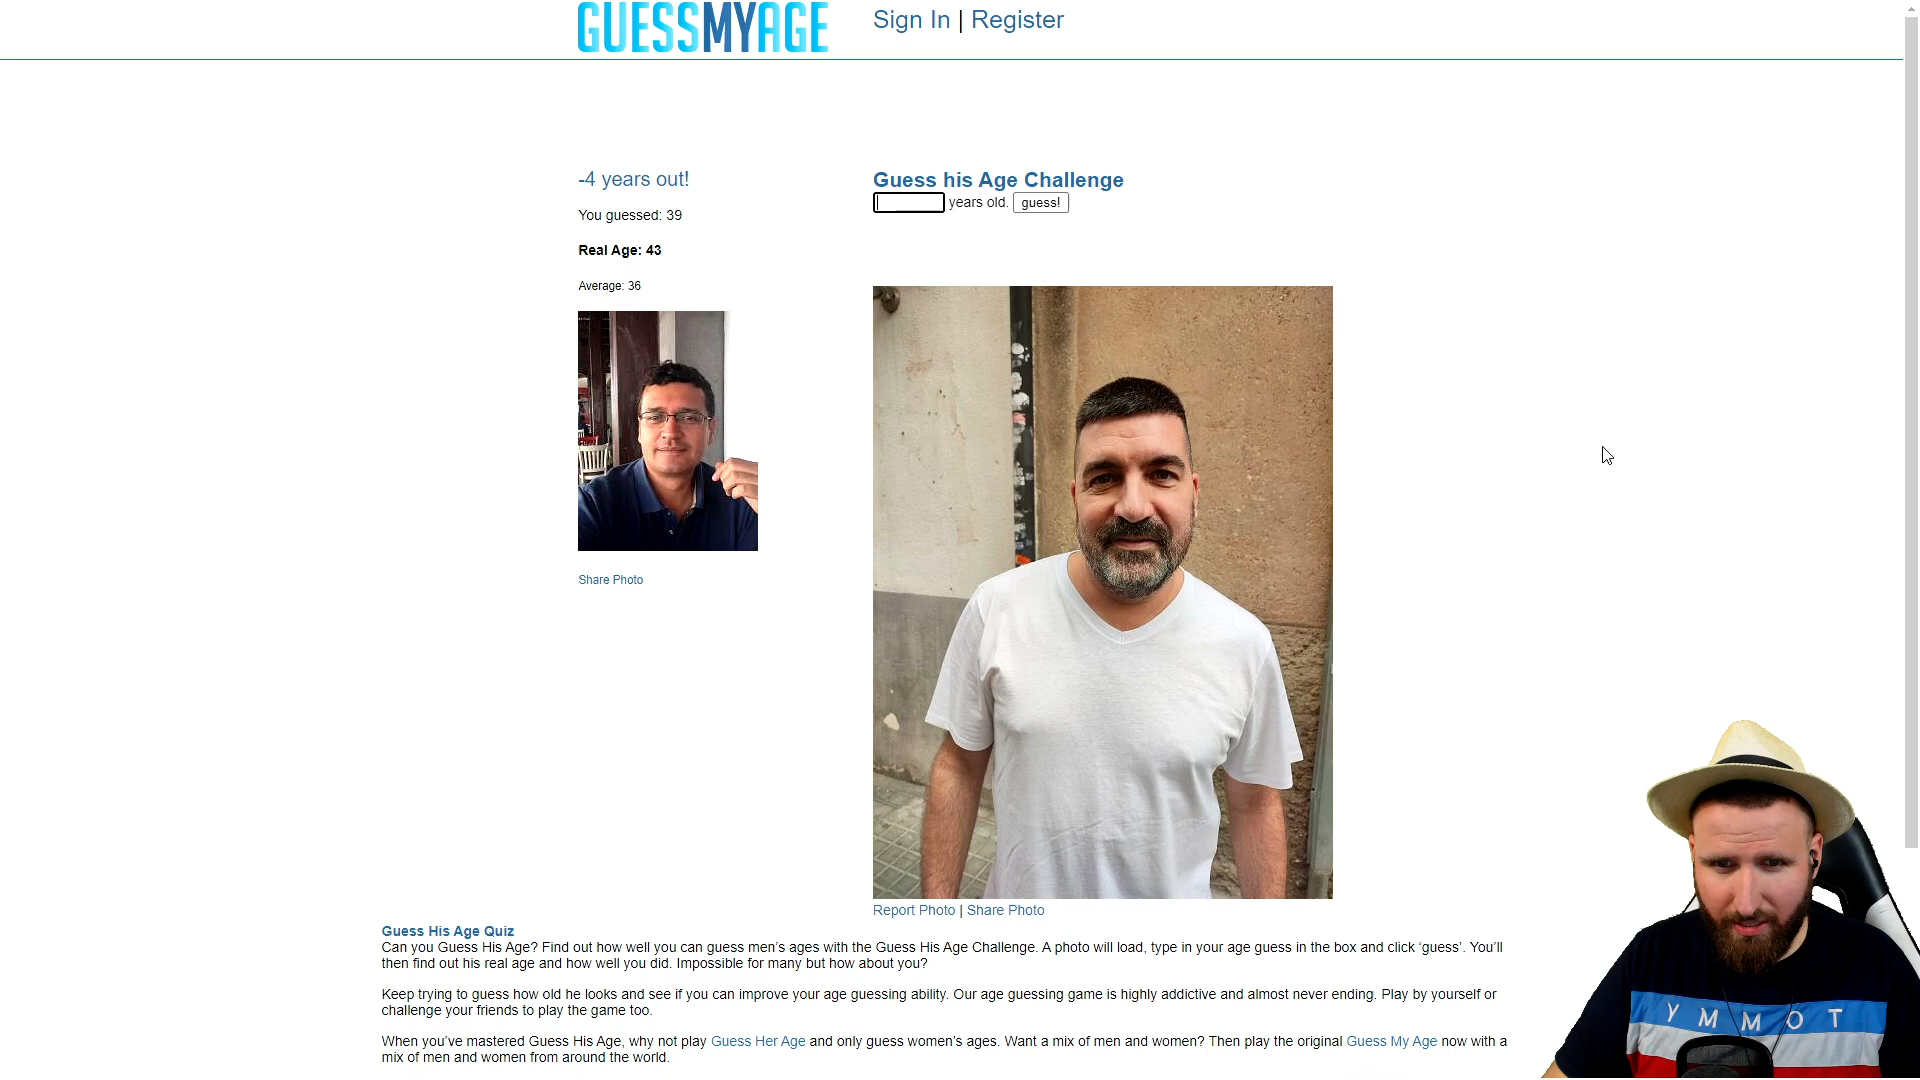 GUESSMYAGE
Sign In | Register
-4 years out!
You guessed: 39
Real Age: 43
Average: 36
Share Photo
Guess his Age Challenge
years old. guess!
Report Photo | Share Photo
Guess His Age Quiz
Can you Guess His Age? Find out how well you can guess men's ages with the Guess His Age Challenge. A photo will load, type in your age guess in the box and click ‘guess’. You'll
then find out his real age and how well you did. Impossible for many but how about you?
Keep trying to guess how old he looks and see if you can improve your age guessing ability. Our age guessing game is highly addictive and almost never ending. Play by yourself or
challenge your friends to play the game too.
When you've mastered Guess His Age, why not play Guess Her Age and only guess women's ages. Want a mix of men and women? Then play the original Guess My Age now with a
mix of men and women from around the world.
YMMOT